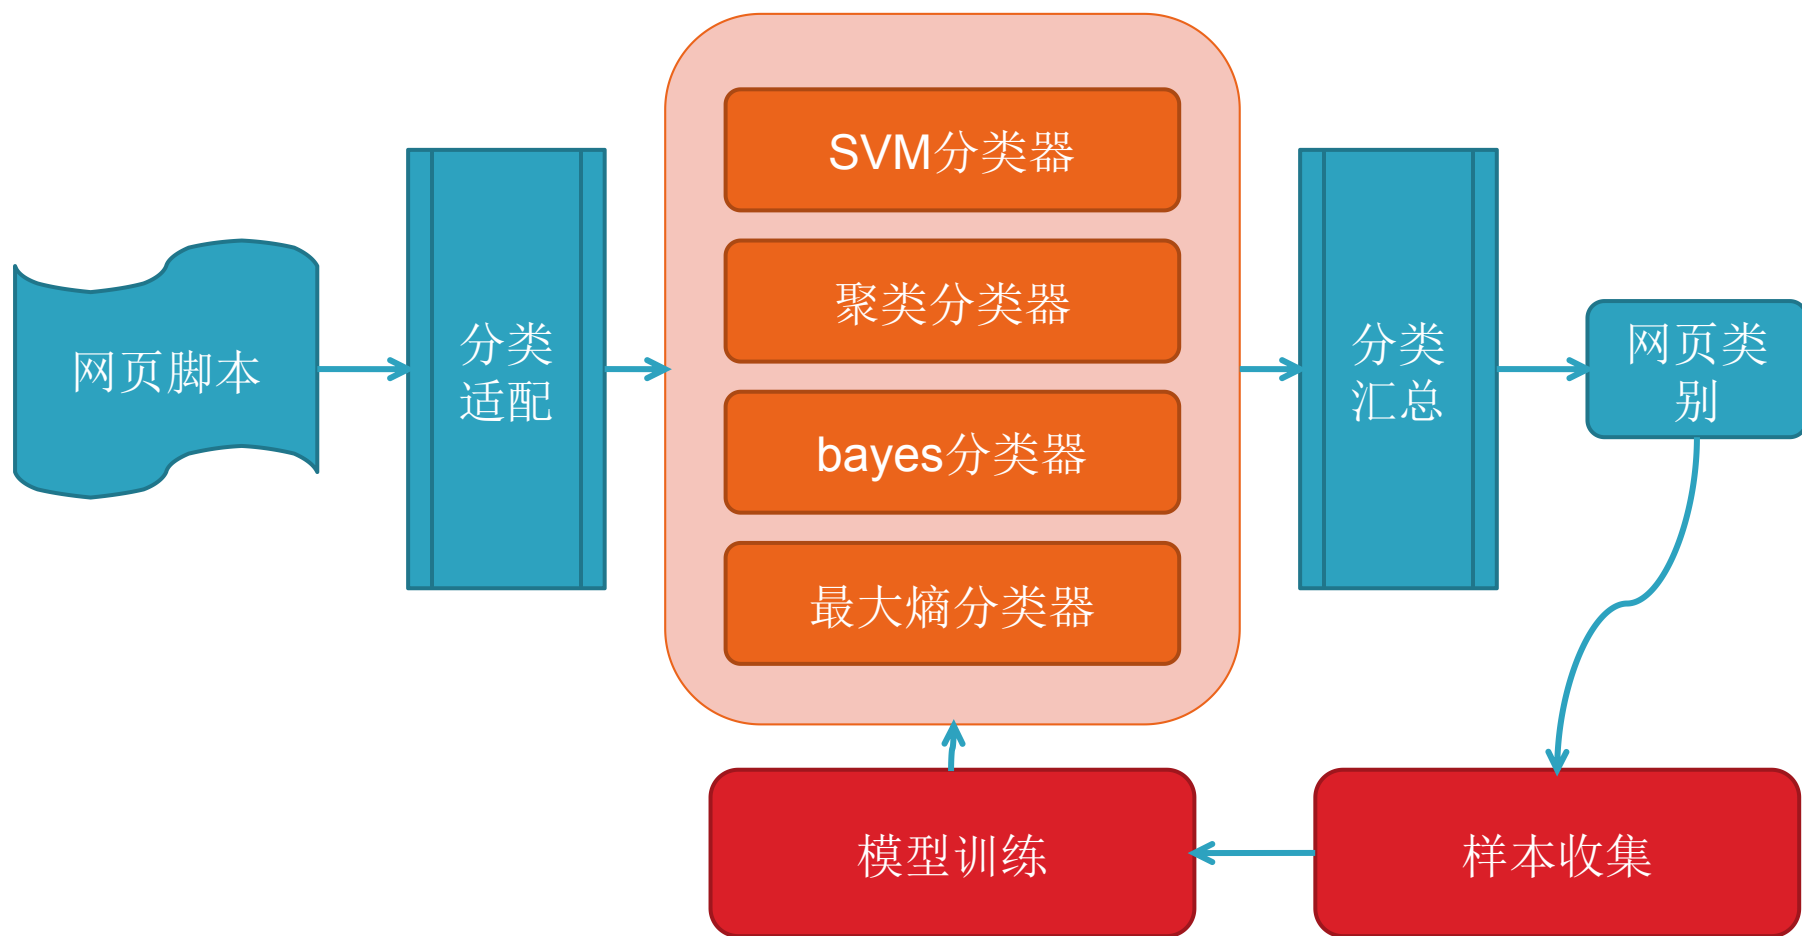 SVM分类器
聚类分类器
bayes分类器
最大熵分类器
网页脚本
分类
适配
分类
汇总
网页类
别
模型训练
样本收集